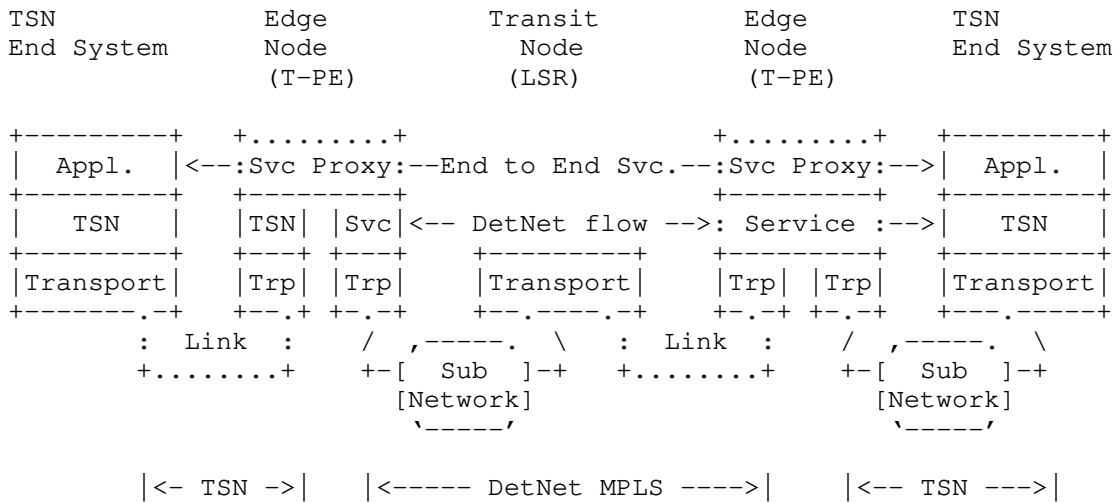 TSN                Edge          Transit         Edge            TSN
End System         Node            Node          Node            End System
                   (T-PE)         (LSR)          (T-PE)

+---------+    +.........+                    +.........+    +---------+
|  Appl.  |<--:Svc Proxy:--End to End Svc.--:Svc Proxy:-->|  Appl.  |
+---------+    +---------+                    +---------+    +---------+
|   TSN   |    |TSN| |Svc|<-- DetNet flow -->: Service :-->|   TSN   |
+---------+    +---+ +---+    +---------+     +---------+    +---------+
|Transport|    |Trp| |Trp|    |Transport|     |Trp| |Trp|    |Transport|
+-------.-+    +--.+ +-.-+    +--.----.-+     +-.-+ +-.-+    +---.-----+
        :  Link  :    /  ,-----.  \   :  Link  :    /  ,-----.  \
        +........+    +-[  Sub  ]-+   +........+    +-[  Sub  ]-+
                        [Network]                     [Network]
                         `-----'                       `-----'

        |<- TSN ->|   |<----- DetNet MPLS ---->|    |<-- TSN --->|